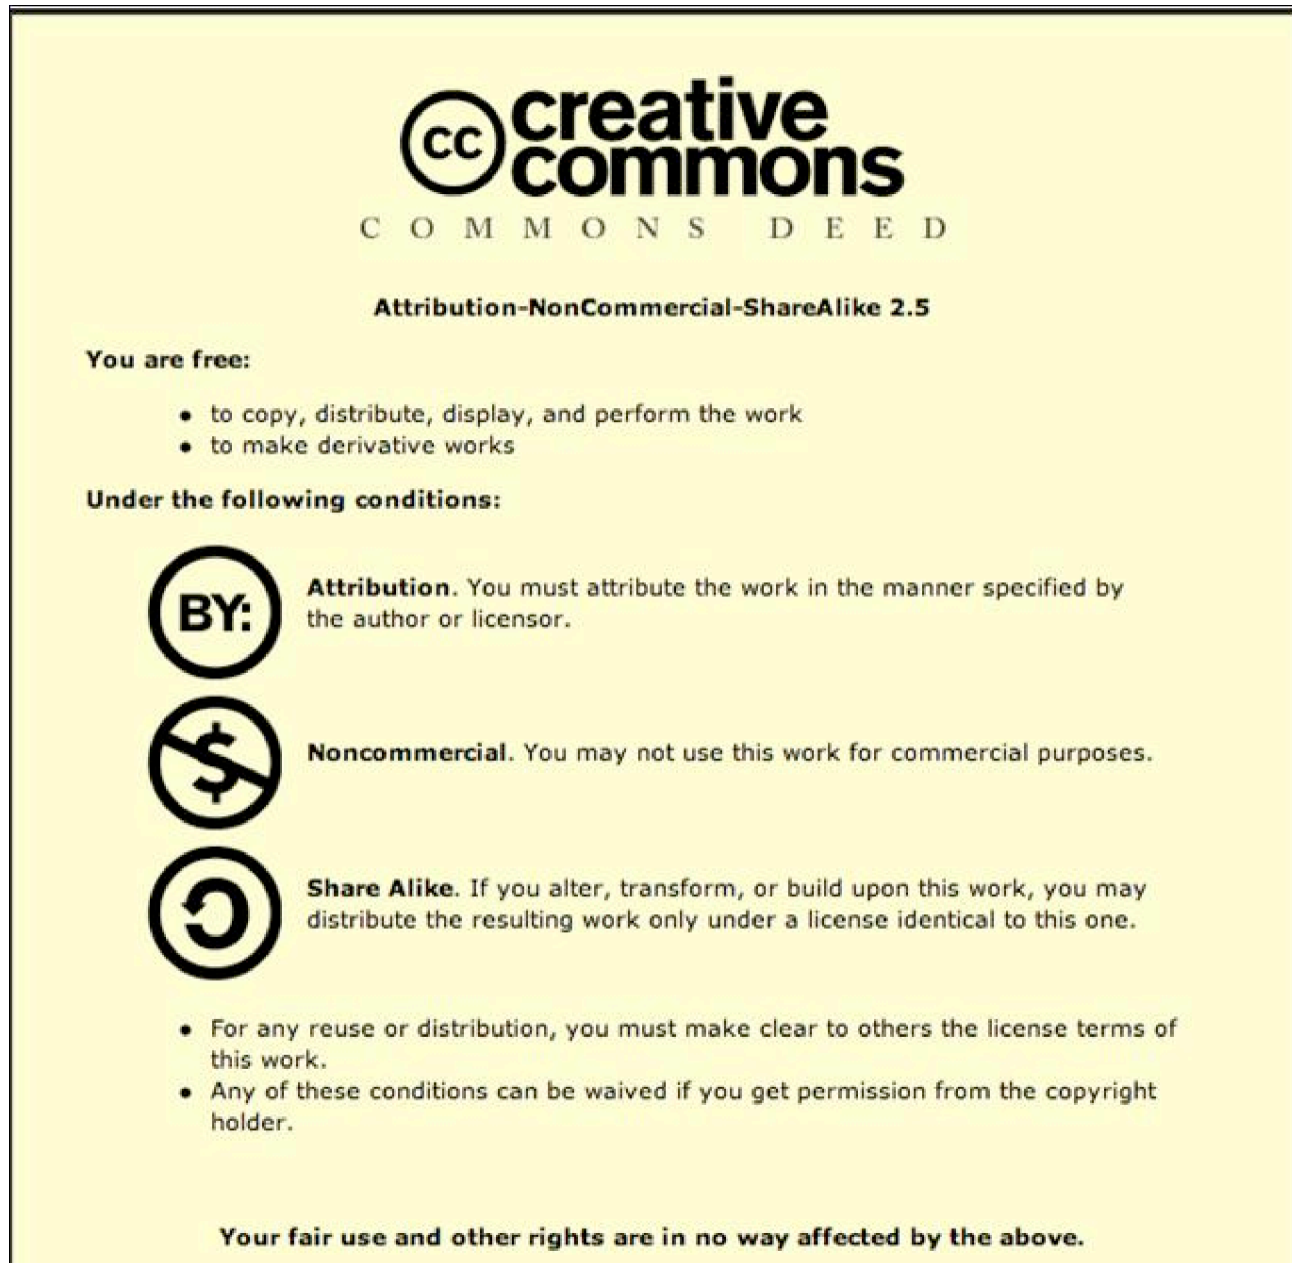 cc creative
commons
COMMONS DEED
Attribution-NonCommercial-ShareAlike 2.5
You are free:
• to copy, distribute, display, and perform the work
• to make derivative works
Under the following conditions:
BY:
Attribution. You must attribute the work in the manner specified by
the author or licensor.
$
Noncommercial. You may not use this work for commercial purposes.
Share Alike. If you alter, transform, or build upon this work, you may
distribute the resulting work only under a license identical to this one.
• For any reuse or distribution, you must make clear to others the license terms of
this work.
• Any of these conditions can be waived if you get permission from the copyright
holder.
Your fair use and other rights are in no way affected by the above.